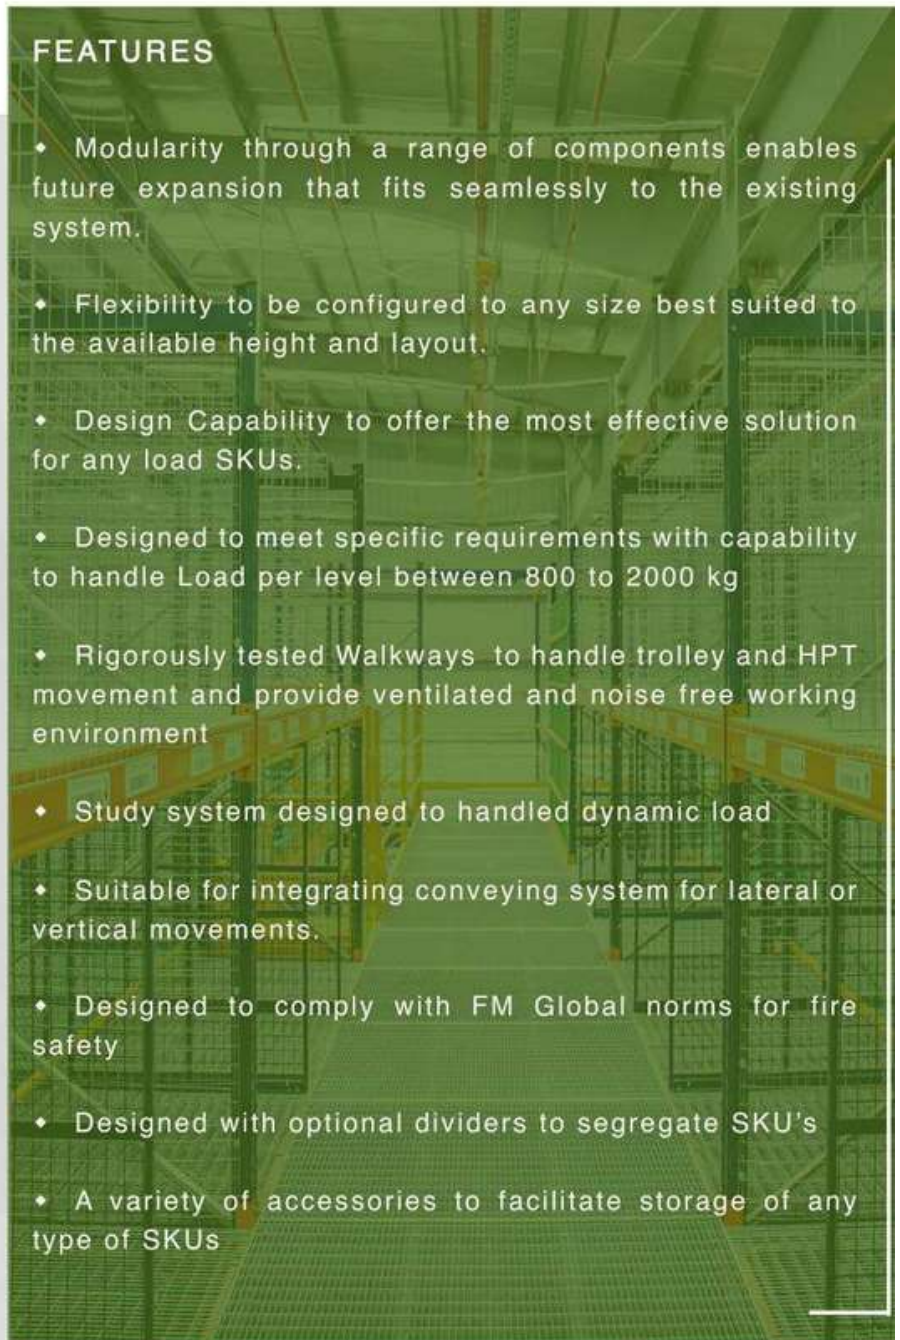 FEATURES
• Modularity through a range of components enables
future expansion that fits seamlessly to the existing
system.
• Flexibility to be configured to any size best suited to
the available height and layout.
• Design Capability to offer the most effective solution
for any load SKUs.
• Designed to meet specific requirements with capability
to handle Load per level between 800 to 2000 kg
• Rigorously tested Walkways to handle trolley and HPT
movement and provide ventilated and noise free working
environment
• Study system designed to handled dynamic load
• Suitable for integrating conveying system for lateral or
vertical movements.
• Designed to comply with FM Global norms for fire
safety
• Designed with optional dividers to segregate SKU's
• A variety of accessories to facilitate storage of any
type of SKUs